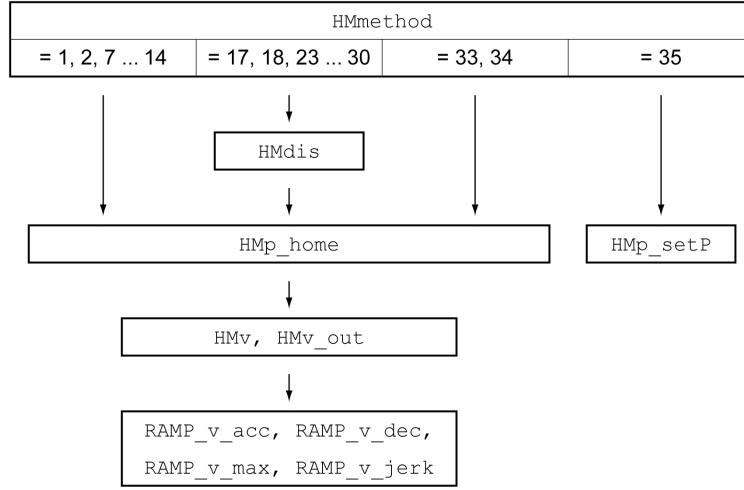 HMmethod
= 1, 2, 7 ... 14
= 17, 18, 23 ... 30
= 33, 34
= 35
HMdis
HMp_home
HMp_setP
HMv, HMv_out
RAMP_v_acc, RAMP_v_dec,
RAMP_v_max, RAMP_v_jerk